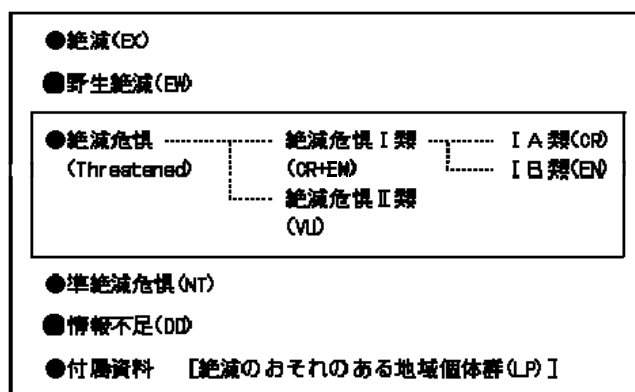 ●絶滅(EX)
●野生絶滅(EW)
●絶滅危惧 絶滅危惧Ⅰ類 ⅠA類(CR)
(Threatened) (CR+EN) ⅠB類(EN)
絶滅危惧Ⅱ類
(VU)
●準絶滅危惧(NT)
●情報不足(DD)
●付属資料 [絶滅のおそれのある地域個体群(LP)]